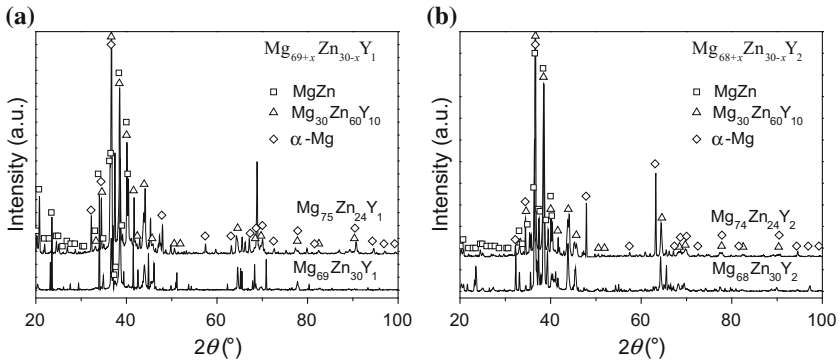 (a)
Mg69+xZn30-xY1
MgZn
Mg30Zn60Y10
α-Mg
Mg75Zn24Y1
Mg69Zn30Y1
Intensity (a.u.)
20 40 60 80 100
2θ (°)
(b)
Mg68+xZn30-xY2
MgZn
Mg30Zn60Y10
α-Mg
Mg74Zn24Y2
Mg68Zn30Y2
Intensity (a.u.)
20 40 60 80 100
2θ (°)